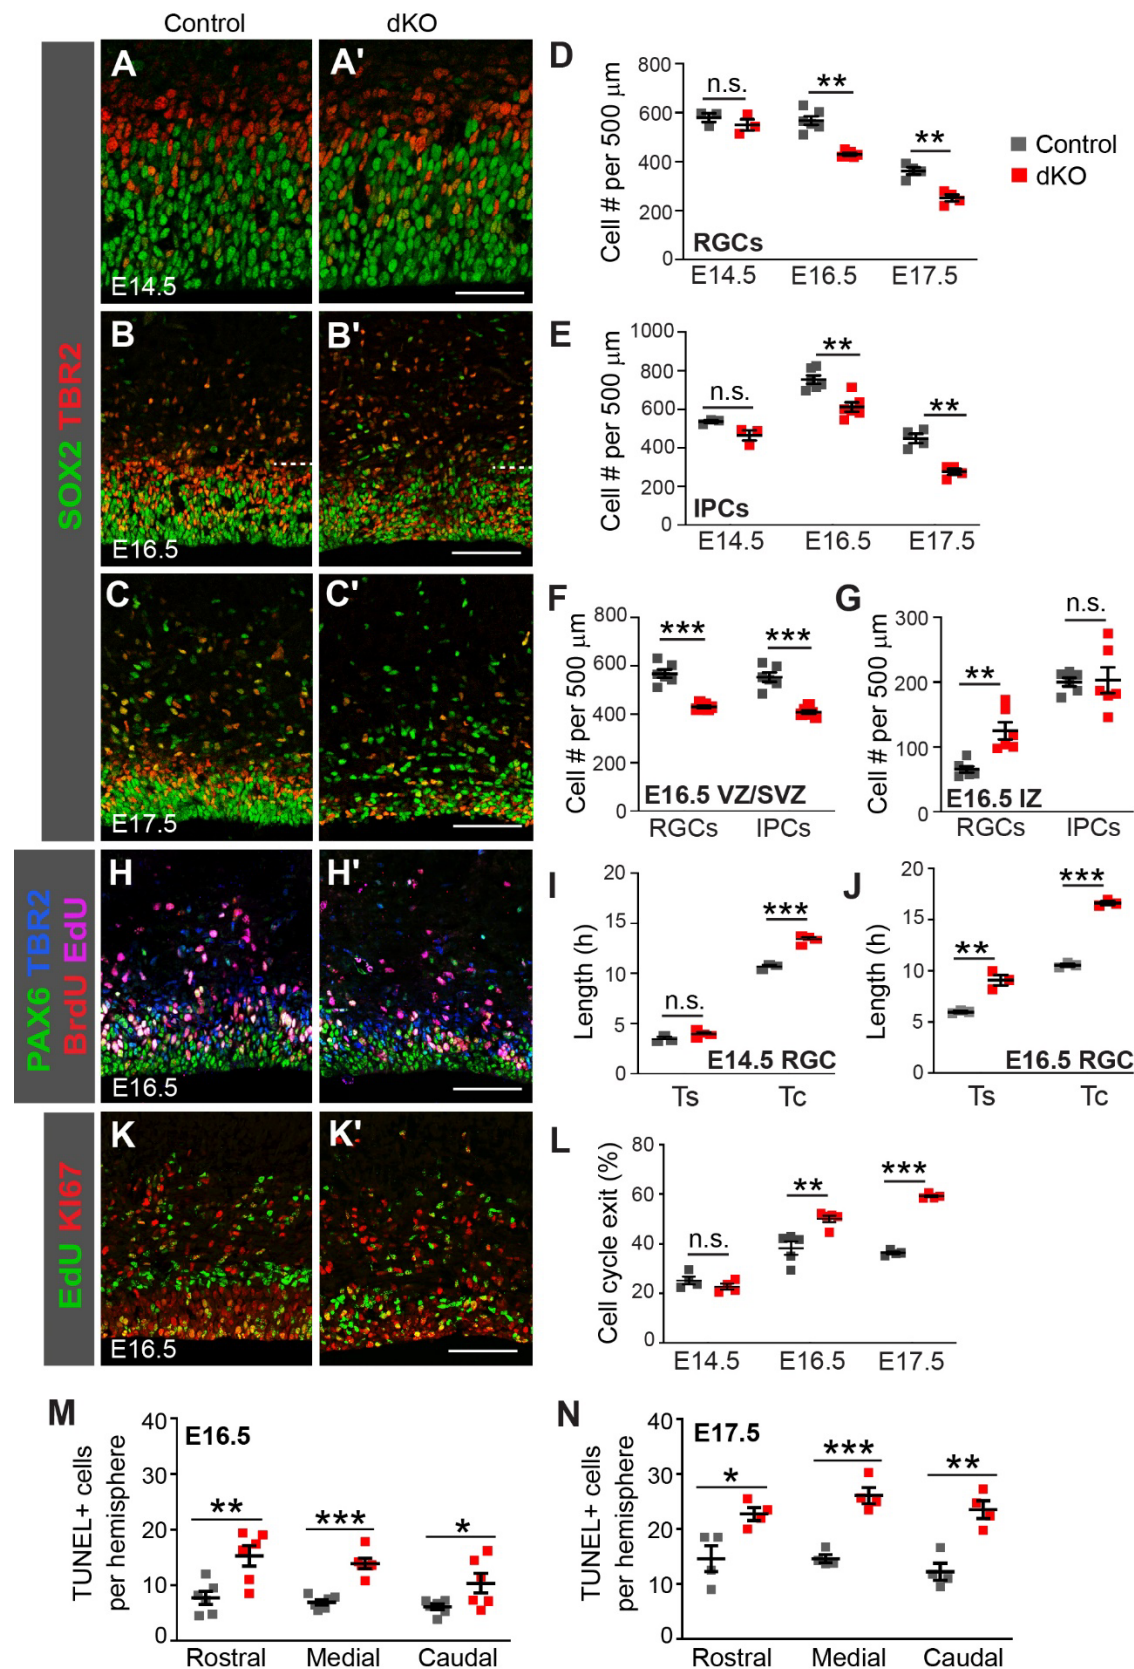 Control dKO
SOX2 TBR2
A
E14.5
A'
B
E16.5
B'
C
E17.5
C'
D
Cell # per 500 µm
800
600
400
200
0
n.s.
**
**
RGCs
E14.5 E16.5 E17.5
Control
dKO
E
Cell # per 500 µm
1000
800
600
400
200
0
n.s.
**
**
IPCs
E14.5 E16.5 E17.5
F
Cell # per 500 µm
800
600
400
200
0
***
***
E16.5 VZ/SVZ
RGCs IPCs
G
Cell # per 500 µm
300
200
100
0
**
n.s.
E16.5 IZ
RGCs IPCs
PAX6 TBR2
BrdU EdU
H
E16.5
H'
I
Length (h)
20
15
10
5
0
n.s.
***
E14.5 RGC
Ts Tc
J
Length (h)
20
15
10
5
0
**
***
E16.5 RGC
Ts Tc
EdU KI67
K
E16.5
K'
L
Cell cycle exit (%)
80
60
40
20
0
n.s.
**
***
E14.5 E16.5 E17.5
M
TUNEL+ cells
per hemisphere
40
30
20
10
0
E16.5
**
***
*
Rostral Medial Caudal
N
TUNEL+ cells
per hemisphere
40
30
20
10
0
E17.5
*
***
**
Rostral Medial Caudal